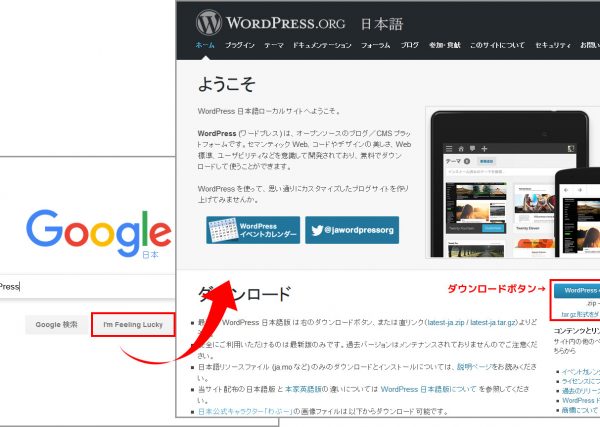 WORDPRESS.ORG 日本語
ホーム プラグイン テーマ ドキュメンテーション フォーラム ブログ 参加・貢献 このサイトについて セキュリティ お問い
ようこそ
WordPress 日本語ローカルサイトへようこそ。
WordPress (ワードプレス) は、オープンソースのブログ／CMS プラッ
トフォームです。セマンティック Web、コードやデザインの美しさ、Web
標準、ユーザビリティなどを意識して開発されており、無料でダウン
ロードして使うことができます。
WordPress を使って、思い通りにカスタマイズしたブログサイトを作り
上げてみませんか。
WordPress
イベントカレンダー
@jawordpressorg
テーマ
Google
日本
Press
Google 検索
I'm Feeling Lucky
ダウンロード
ダウンロードボタン→
WordPress
.zip
tar.gz形式をダ
WordPress 日本語版 は右のダウンロードボタン、または直リンク(latest-ja.zip / latest-ja.tar.gz)よりど
全にご利用いただけるのは最新版のみです。過去バージョンはメンテナンスされておりませんのでご注意く
ださい。
日本語リソースファイル (ja.mo など) のみのダウンロードとインストールについては、説明ページをお読みくだ
さい。
当サイト配布の日本語版 と 本家英語版 の違いについては WordPress 日本語版について を参照してくださ
い。
日本公式キャラクター「わぷー」の画像ファイルは以下からダウンロード可能です。
コンテンツとリン
サイト内の他のペ
ちらから
イベントカレン
ライセンスにつ
過去のリリース
WordPress
商標について